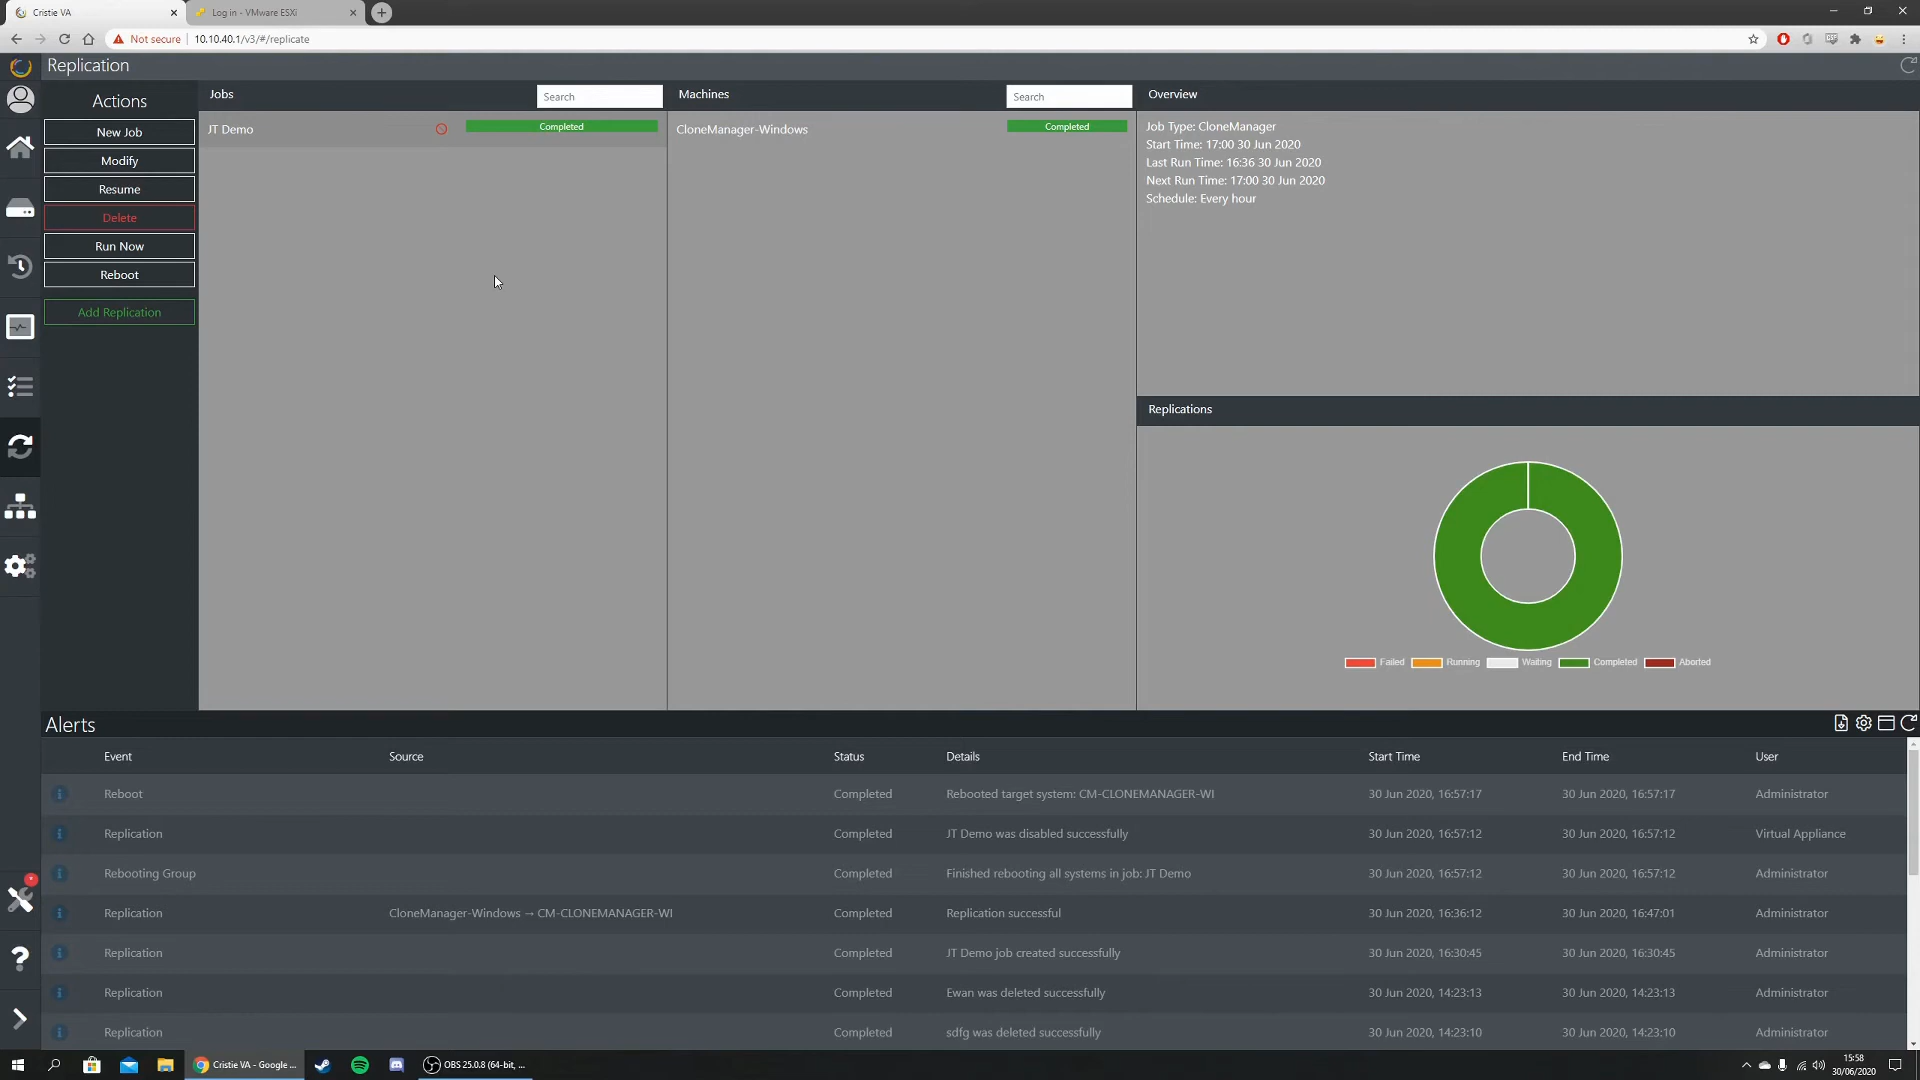 Cristie VA
Log in - VMware ESXi
Not secure
10.10.40.1/v3/#/replicate
Replication
Actions
New Job
Modify
Resume
Delete
Run Now
Reboot
Add Replication
Jobs
Search
JT Demo
Completed
Machines
Search
CloneManager-Windows
Completed
Overview
Job Type: CloneManager
Start Time: 17:00 30 Jun 2020
Last Run Time: 16:36 30 Jun 2020
Next Run Time: 17:00 30 Jun 2020
Schedule: Every hour
Replications
Failed Running Waiting Completed Aborted
Alerts
Event Source Status Details Start Time End Time User
Reboot Completed Rebooted target system: CM-CLONEMANAGER-WI 30 Jun 2020, 16:57:17 30 Jun 2020, 16:57:17 Administrator
Replication Completed JT Demo was disabled successfully 30 Jun 2020, 16:57:12 30 Jun 2020, 16:57:12 Virtual Appliance
Rebooting Group Completed Finished rebooting all systems in job: JT Demo 30 Jun 2020, 16:57:12 30 Jun 2020, 16:57:12 Administrator
Replication CloneManager-Windows → CM-CLONEMANAGER-WI Completed Replication successful 30 Jun 2020, 16:36:12 30 Jun 2020, 16:47:01 Administrator
Replication Completed JT Demo job created successfully 30 Jun 2020, 16:30:45 30 Jun 2020, 16:30:45 Administrator
Replication Completed Ewan was deleted successfully 30 Jun 2020, 14:23:13 30 Jun 2020, 14:23:13 Administrator
Replication Completed sdfg was deleted successfully 30 Jun 2020, 14:23:10 30 Jun 2020, 14:23:10 Administrator
Cristie VA - Google ...
OBS 25.0.8 (64-bit, ...
15:58
30/06/2020